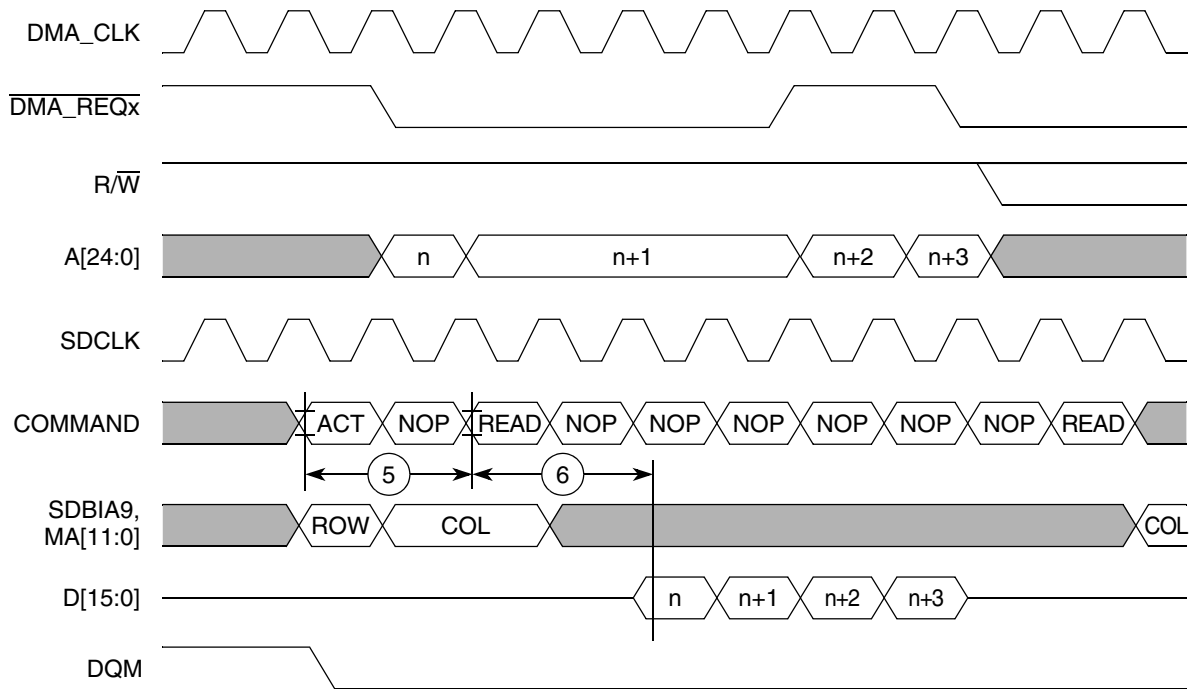 DMA_CLK
DMA_REQx
R/W
A[24:0] n n+1 n+2 n+3
SDCLK
COMMAND ACT NOP READ NOP NOP NOP NOP NOP NOP READ
5 6
SDBIA9,
MA[11:0] ROW COL COL
D[15:0] n n+1 n+2 n+3
DQM